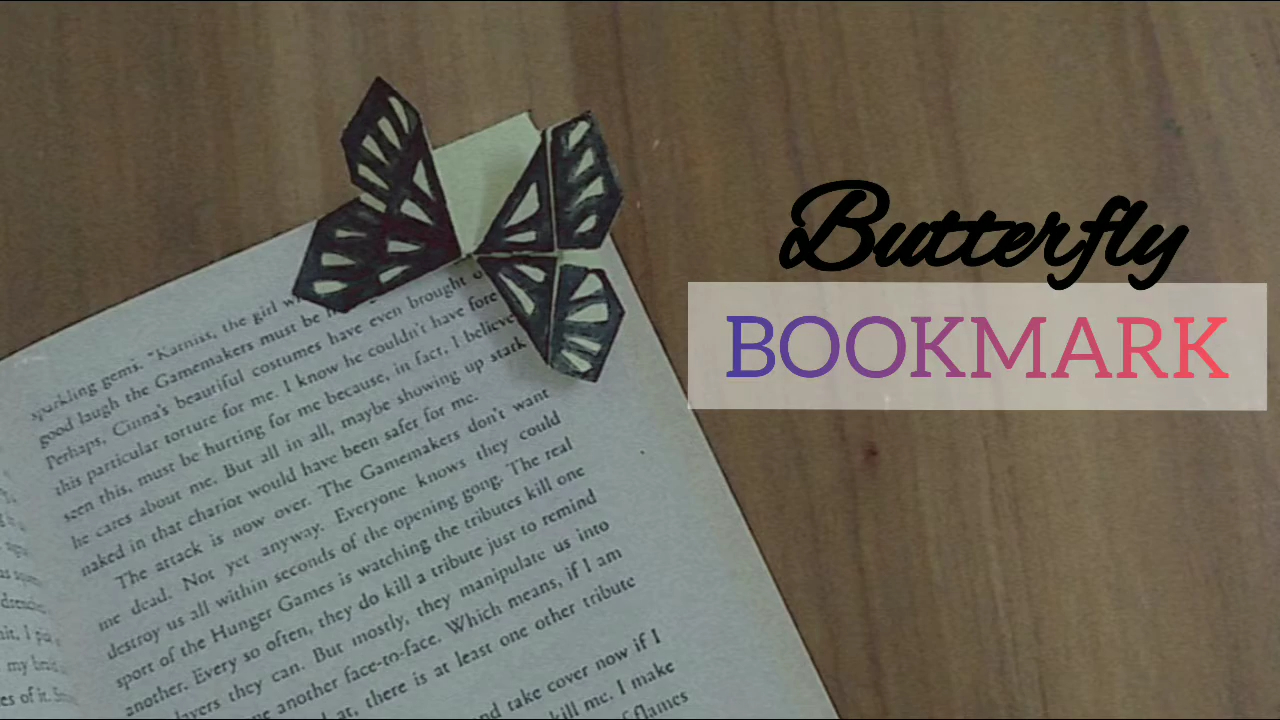 Butterfly
BOOKMARK
sparkling gems. "Katniss, the girl
good laugh the Gamemakers must be
Perhaps, Cinna's beautiful costumes have even brought
this particular torture for me. I know he couldn't have fore
seen this, must be hurting for me because, in fact, I believe
he cares about me. But all in all, maybe showing up stark
naked in that chariot would have been safer for me.
The attack is now over. The Gamemakers don't want
me dead. Not yet anyway. Everyone knows they could
destroy us all within seconds of the opening gong. The real
sport of the Hunger Games is watching the tributes kill one
another. Every so often, they do kill a tribute just to remind
players they can. But mostly, they manipulate us into
another face-to-face. Which means, if I am
at, there is at least one other tribute
take cover now if I
kill me. I make
flames
my
es of it.